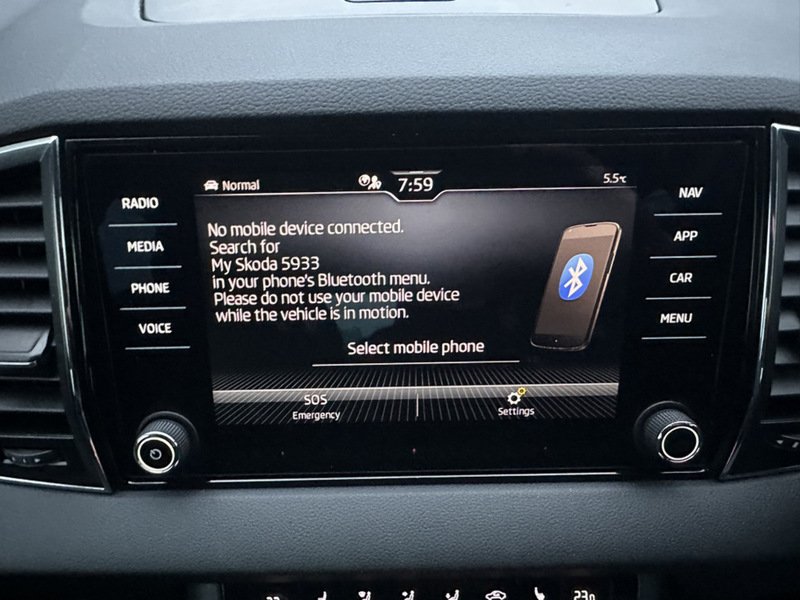 Normal 7:59 5.5°C
RADIO
MEDIA
PHONE
VOICE
No mobile device connected.
Search for
My Skoda 5933
in your phone's Bluetooth menu.
Please do not use your mobile device
while the vehicle is in motion.
Select mobile phone
SOS
Emergency
Settings
NAV
APP
CAR
MENU